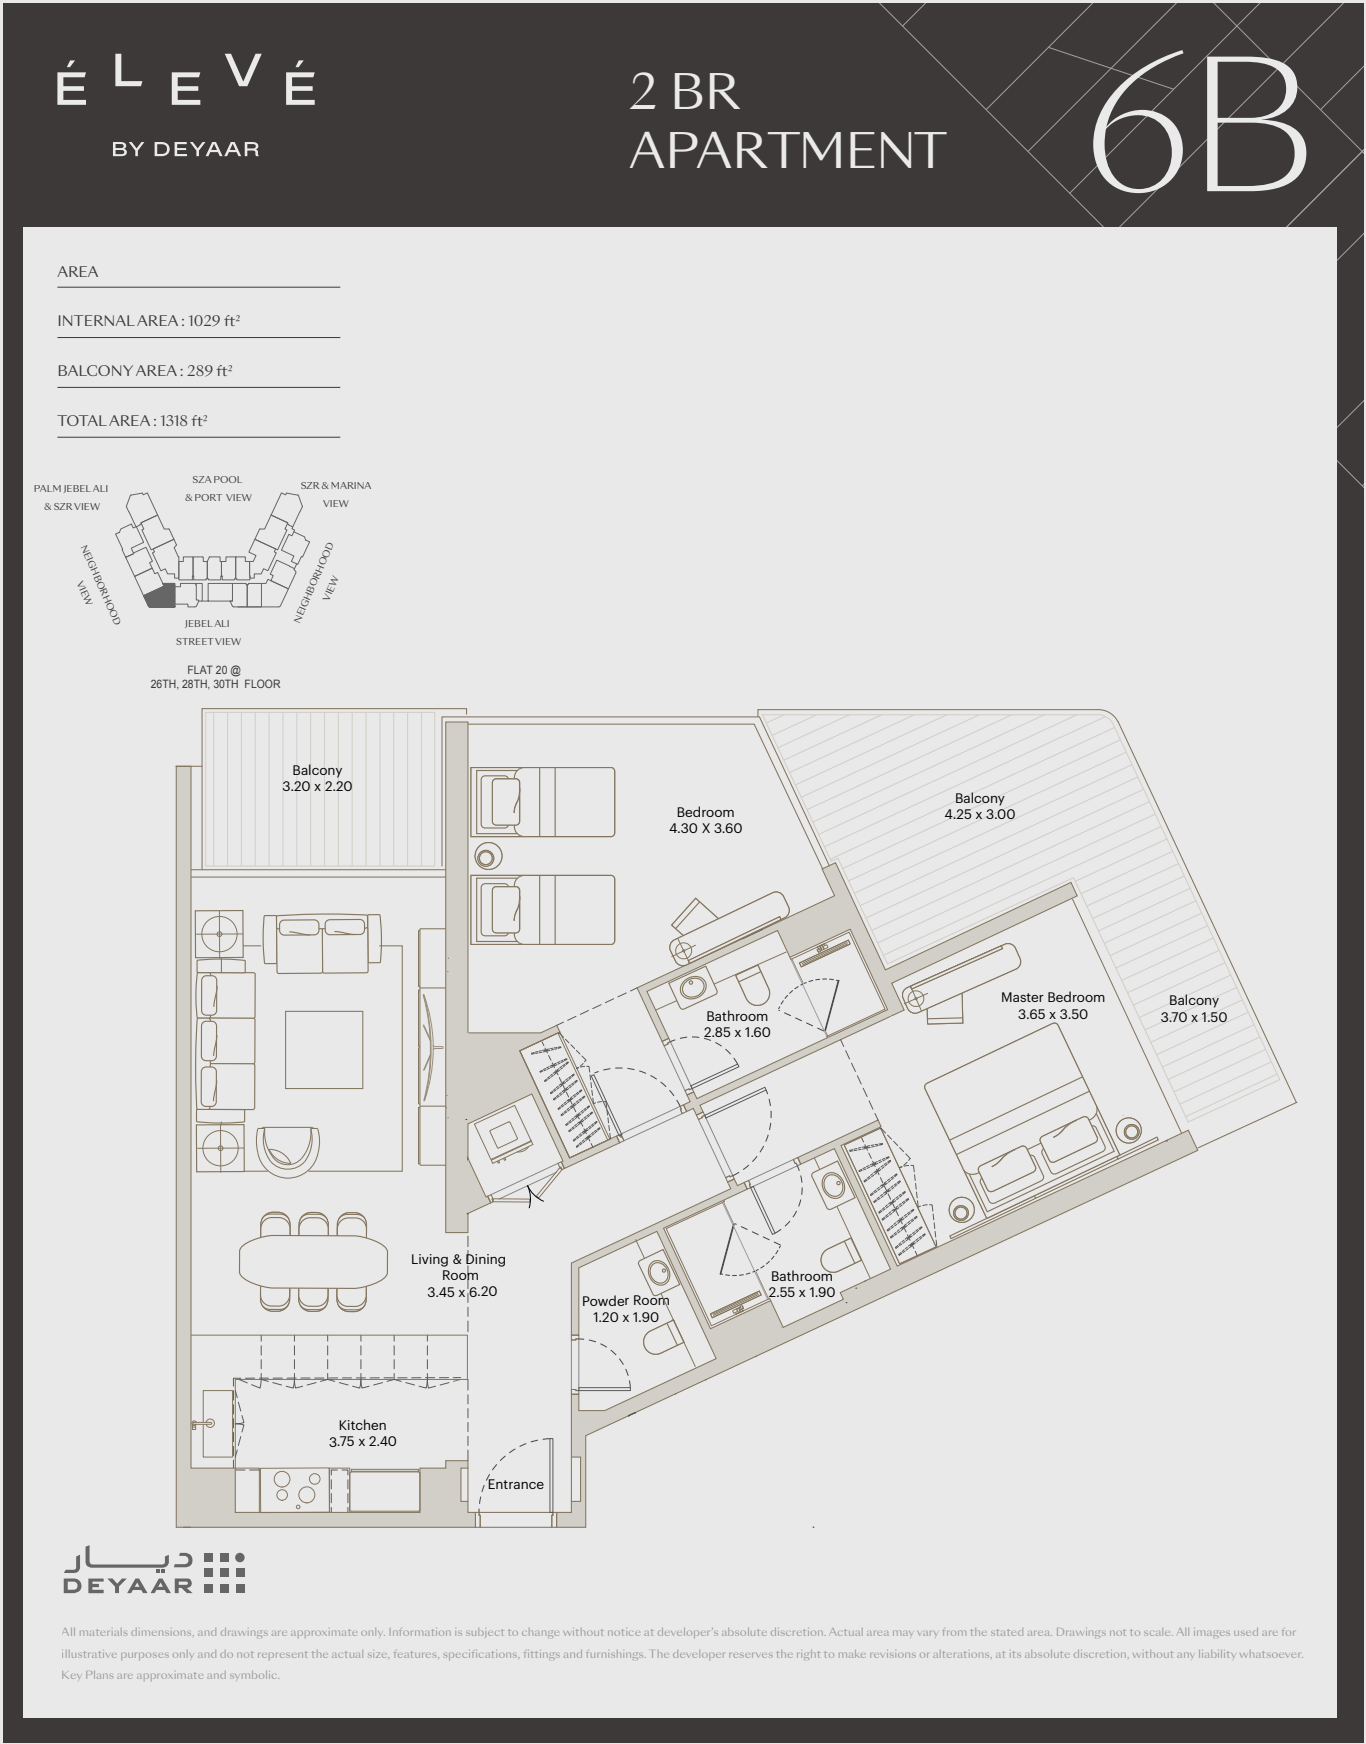 ÉLEVÉ
BY DEYAAR
2 BR
APARTMENT
6B
AREA
INTERNAL AREA : 1029 ft²
BALCONY AREA : 289 ft²
TOTAL AREA : 1318 ft²
PALM JEBEL ALI
& SZR VIEW
SZA POOL
& PORT VIEW
SZR & MARINA
VIEW
NEIGHBORHOOD
VIEW
NEIGHBORHOOD
VIEW
JEBEL ALI
STREET VIEW
FLAT 20 @
26TH, 28TH, 30TH FLOOR
Balcony
3.20 x 2.20
Bedroom
4.30 X 3.60
Balcony
4.25 x 3.00
Master Bedroom
3.65 x 3.50
Balcony
3.70 x 1.50
Bathroom
2.85 x 1.60
Living & Dining
Room
3.45 x 6.20
Bathroom
2.55 x 1.90
Powder Room
1.20 x 1.90
Kitchen
3.75 x 2.40
Entrance
ديار
DEYAAR
All materials dimensions, and drawings are approximate only. Information is subject to change without notice at developer's absolute discretion. Actual area may vary from the stated area. Drawings not to scale. All images used are for
illustrative purposes only and do not represent the actual size, features, specifications, fittings and furnishings. The developer reserves the right to make revisions or alterations, at its absolute discretion, without any liability whatsoever.
Key Plans are approximate and symbolic.